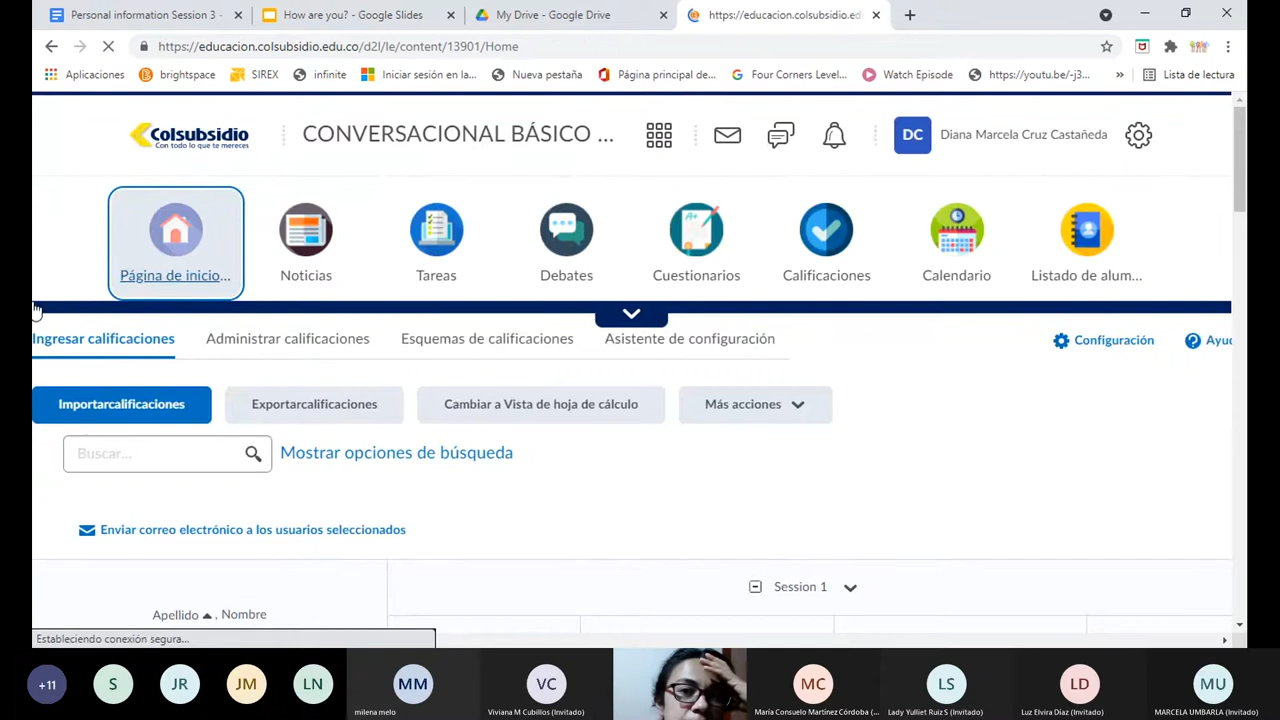 Personal information Session 3 -
How are you? - Google Slides
My Drive - Google Drive
https://educacion.colsubsidio.ed
https://educacion.colsubsidio.edu.co/d2l/le/content/13901/Home
Aplicaciones
brightspace
SIREX
infinite
Iniciar sesión en la...
Nueva pestaña
Página principal de...
Four Corners Level...
Watch Episode
https://youtu.be/-j3...
»
Lista de lectura
Colsubsidio
Con todo lo que te mereces
CONVERSACIONAL BÁSICO ...
DC
Diana Marcela Cruz Castañeda
Página de inicio...
Noticias
Tareas
Debates
Cuestionarios
Calificaciones
Calendario
Listado de alum...
Ingresar calificaciones
Administrar calificaciones
Esquemas de calificaciones
Asistente de configuración
Configuración
Ayuc
Importarcalificaciones
Exportarcalificaciones
Cambiar a Vista de hoja de cálculo
Más acciones
Buscar...
Mostrar opciones de búsqueda
Enviar correo electrónico a los usuarios seleccionados
Session 1
Apellido , Nombre
Estableciendo conexión segura...
+11
S
JR
JM
LN
MM
milena melo
VC
Viviana M Cubillos (Invitado)
MC
María Consuelo Martínez Córdoba (...
LS
Lady Yulliet Ruiz S (Invitado)
LD
Luz Elvira Díaz (Invitado)
MU
MARCELA UMBARLA (Invitado)